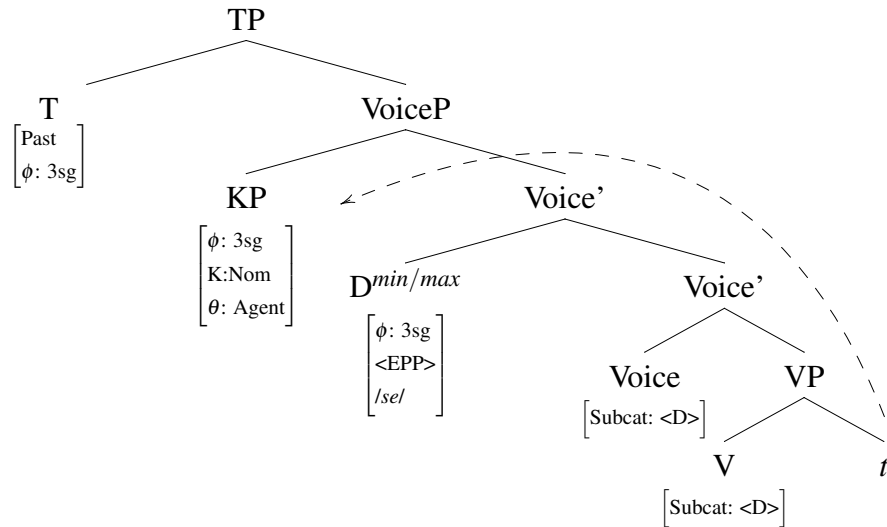 TP
T
VoiceP
Past
ϕ: 3sg
KP
Voice’
ϕ: 3sg
K:Nom
θ: Agent
D^min/max
Voice’
ϕ: 3sg
<EPP>
/se/
Voice
VP
Subcat: <D>
V
t
Subcat: <D>